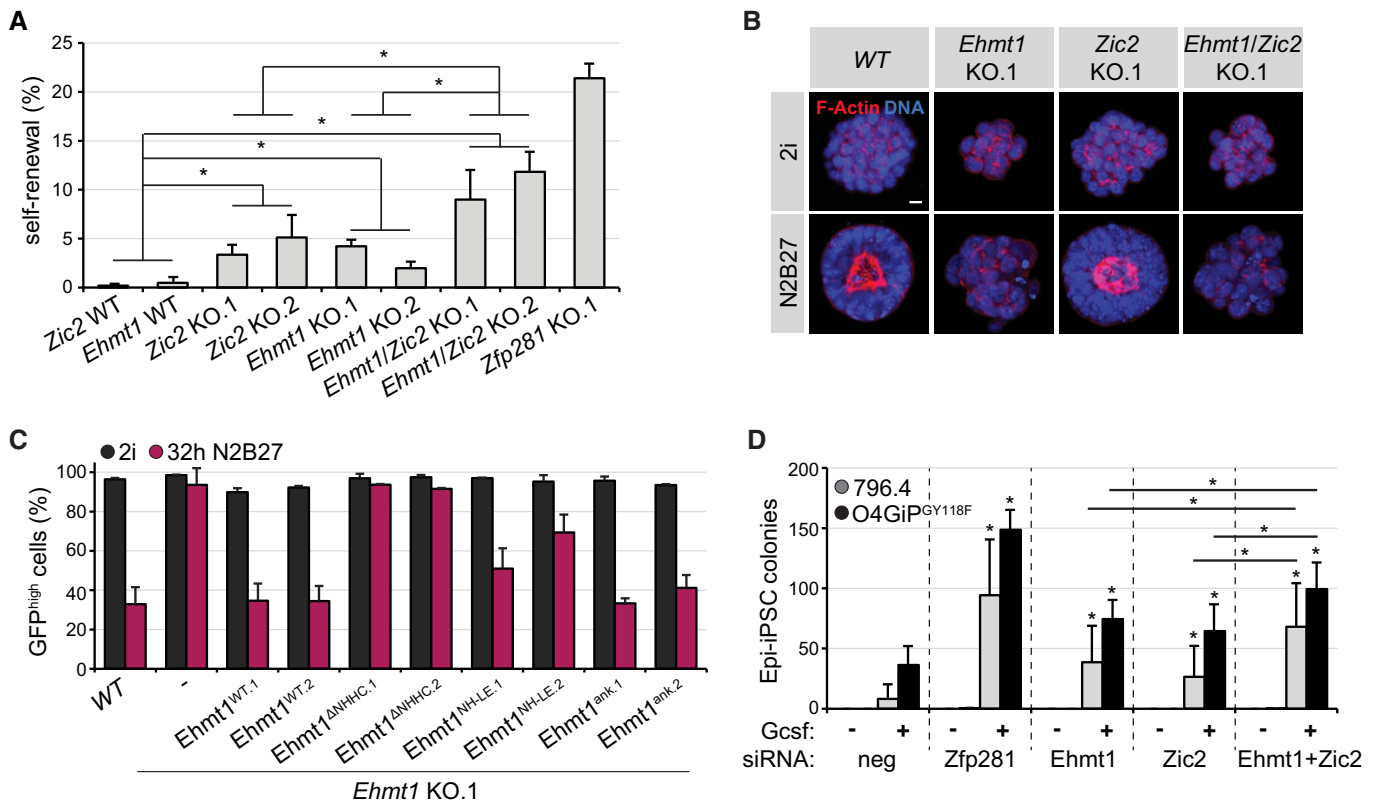 A
self-renewal (%)
25
20
15
10
5
0
* * * * *
Zic2 WT
Ehmt1 WT
Zic2 KO.1
Zic2 KO.2
Ehmt1 KO.1
Ehmt1 KO.2
Ehmt1/Zic2 KO.1
Ehmt1/Zic2 KO.2
Zfp281 KO.1
B
WT
Ehmt1 KO.1
Zic2 KO.1
Ehmt1/Zic2 KO.1
2i
F-Actin DNA
N2B27
C
2i 32h N2B27
GFPhigh cells (%)
100
80
60
40
20
0
WT
-
Ehmt1WT.1
Ehmt1WT.2
Ehmt1ΔNHHC.1
Ehmt1ΔNHHC.2
Ehmt1NH-LE.1
Ehmt1NH-LE.2
Ehmt1ank.1
Ehmt1ank.2
Ehmt1 KO.1
D
Epi-iPSC colonies
200
150
100
50
0
796.4
O4GiPGY118F
* * * * * * * * * * * *
Gcsf: - + - + - + - + - +
siRNA: neg Zfp281 Ehmt1 Zic2 Ehmt1+Zic2